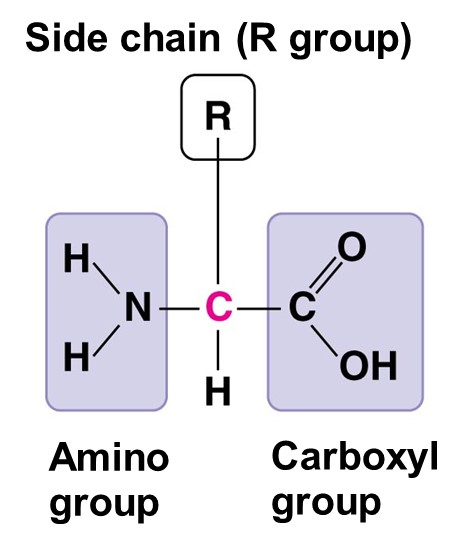 Side chain (R group)
R
H
O
N
C
C
H
OH
H
Amino
group
Carboxyl
group